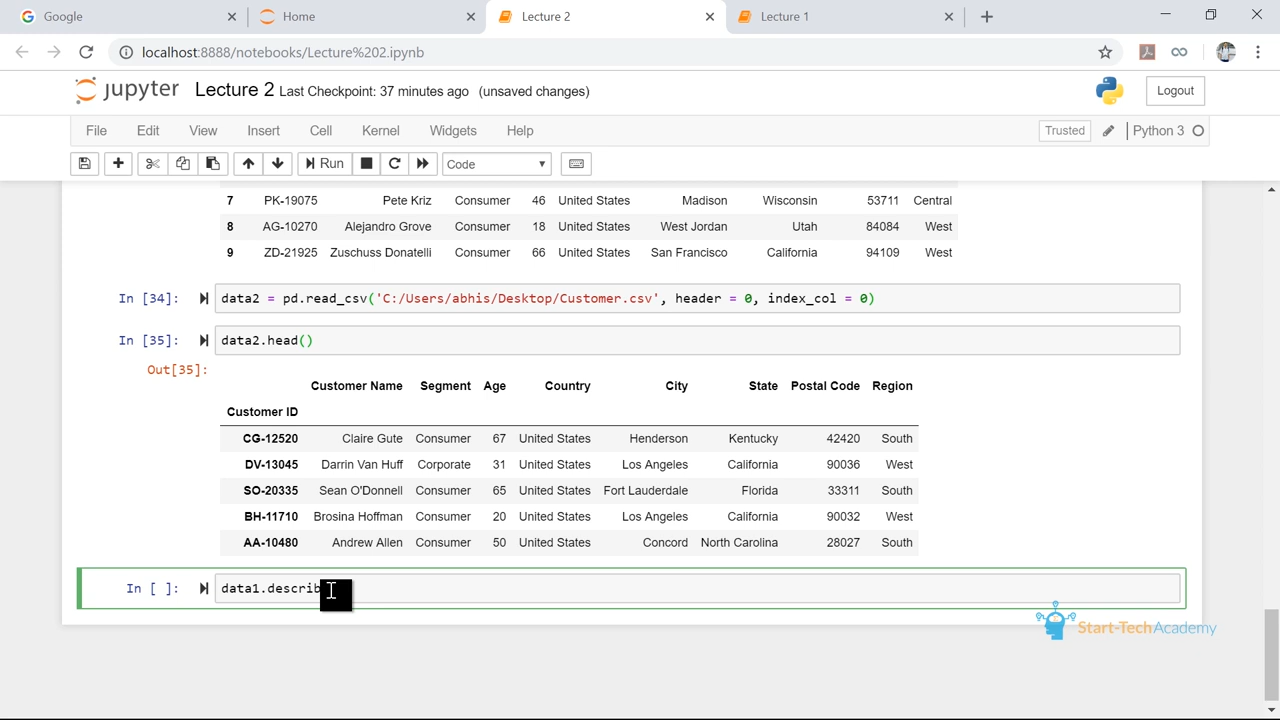 Google
Home
Lecture 2
Lecture 1
localhost:8888/notebooks/Lecture%202.ipynb
jupyter Lecture 2 Last Checkpoint: 37 minutes ago (unsaved changes)
Logout
File Edit View Insert Cell Kernel Widgets Help
Trusted Python 3
Run Code
7 PK-19075 Pete Kriz Consumer 46 United States Madison Wisconsin 53711 Central
8 AG-10270 Alejandro Grove Consumer 18 United States West Jordan Utah 84084 West
9 ZD-21925 Zuschuss Donatelli Consumer 66 United States San Francisco California 94109 West
In [34]: data2 = pd.read_csv('C:/Users/abhis/Desktop/Customer.csv', header = 0, index_col = 0)
In [35]: data2.head()
Out[35]:
Customer Name Segment Age Country City State Postal Code Region
Customer ID
CG-12520 Claire Gute Consumer 67 United States Henderson Kentucky 42420 South
DV-13045 Darrin Van Huff Corporate 31 United States Los Angeles California 90036 West
SO-20335 Sean O'Donnell Consumer 65 United States Fort Lauderdale Florida 33311 South
BH-11710 Brosina Hoffman Consumer 20 United States Los Angeles California 90032 West
AA-10480 Andrew Allen Consumer 50 United States Concord North Carolina 28027 South
In [ ]: data1.describ
Start-TechAcademy